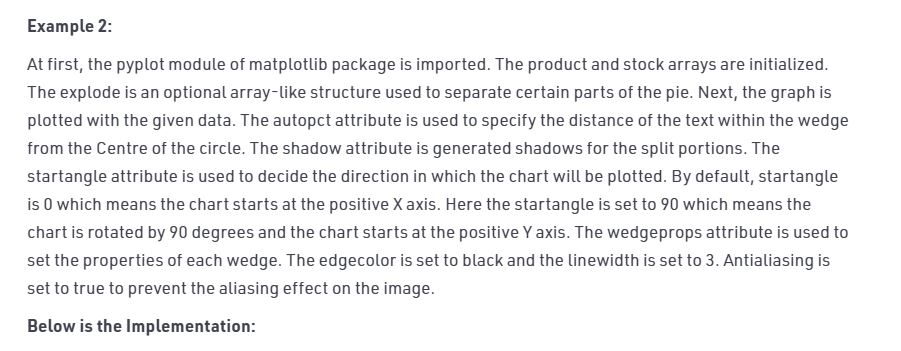 Example 2:
At first, the pyplot module of matplotlib package is imported. The product and stock arrays are initialized.
The explode is an optional array-like structure used to separate certain parts of the pie. Next, the graph is
plotted with the given data. The autopct attribute is used to specify the distance of the text within the wedge
from the Centre of the circle. The shadow attribute is generated shadows for the split portions. The
startangle attribute is used to decide the direction in which the chart will be plotted. By default, startangle
is 0 which means the chart starts at the positive X axis. Here the startangle is set to 90 which means the
chart is rotated by 90 degrees and the chart starts at the positive Y axis. The wedgeprops attribute is used to
set the properties of each wedge. The edgecolor is set to black and the linewidth is set to 3. Antialiasing is
set to true to prevent the aliasing effect on the image.
Below is the Implementation: